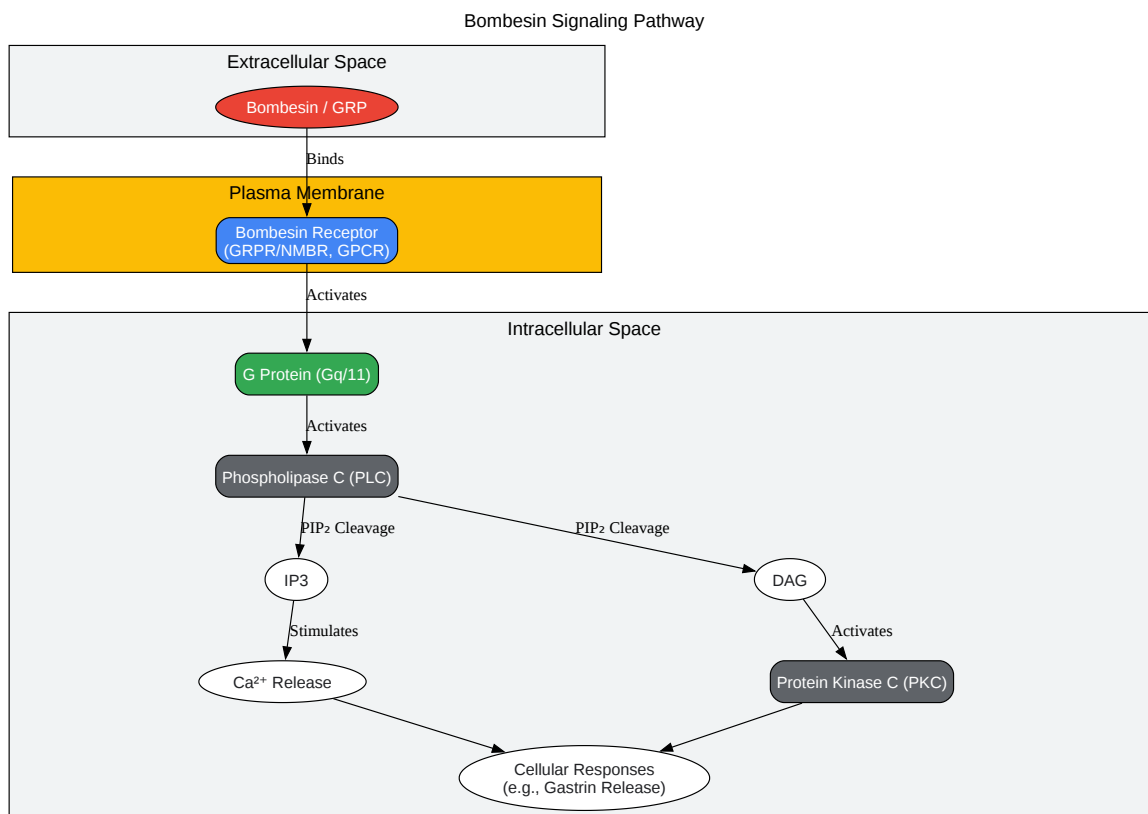 Bombesin Signaling Pathway
Extracellular Space
Bombesin / GRP
Binds
Plasma Membrane
Bombesin Receptor
(GRPR/NMBR, GPCR)
Activates
Intracellular Space
G Protein (Gq/11)
Activates
Phospholipase C (PLC)
PIP₂ Cleavage
PIP₂ Cleavage
IP3
DAG
Stimulates
Activates
Ca²⁺ Release
Protein Kinase C (PKC)
Cellular Responses
(e.g., Gastrin Release)